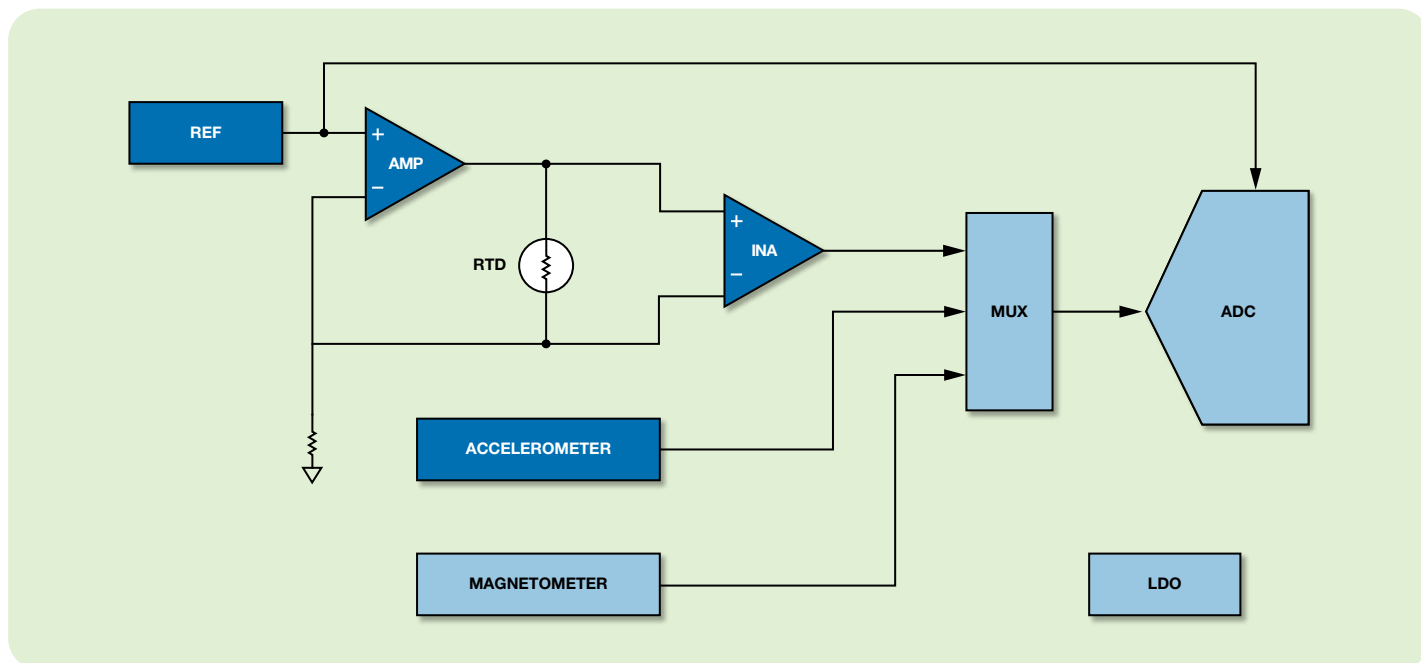 REF
+
AMP
−
RTD
+
INA
−
MUX
ADC
ACCELEROMETER
MAGNETOMETER
LDO